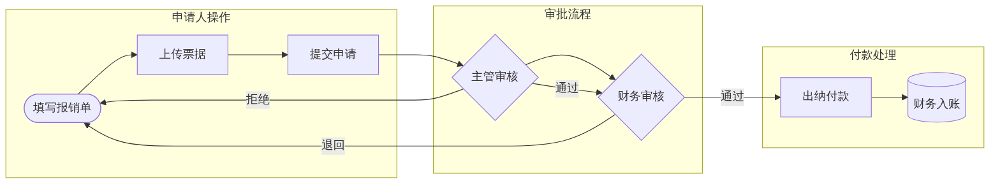 申请人操作
填写报销单
上传票据
提交申请
拒绝
退回
审批流程
主管审核
通过
财务审核
通过
付款处理
出纳付款
财务入账